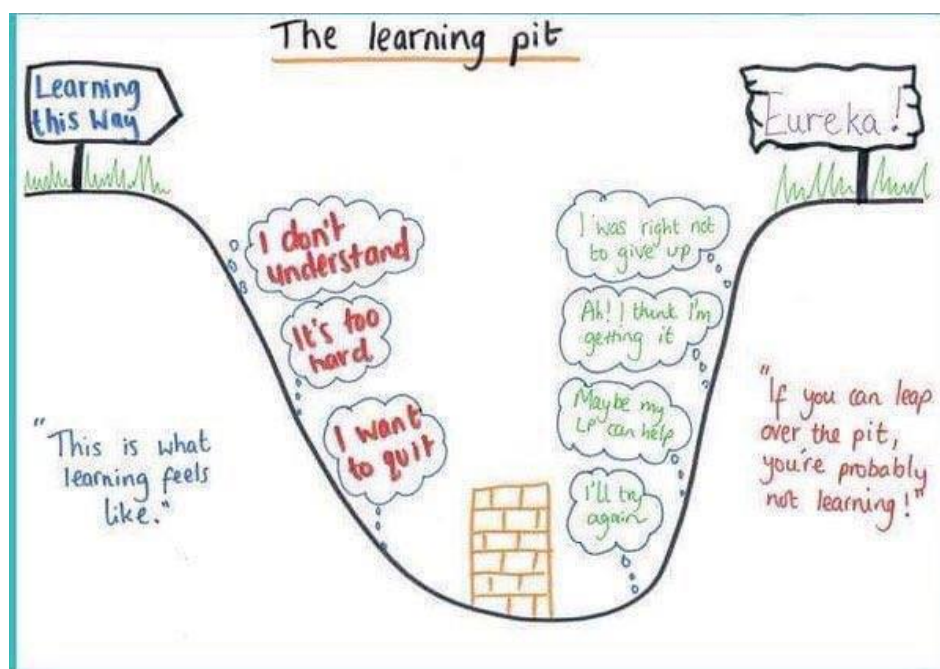 The learning pit
Learning
this Way
Eureka!
I don't
understand
It's too
hard
I want
to quit
I was right not
to give up
Ah! I think I'm
getting it
Maybe my
LP can help
I'll try
again
"This is what
learning feels
like."
"If you can leap
over the pit,
you're probably
not learning!"